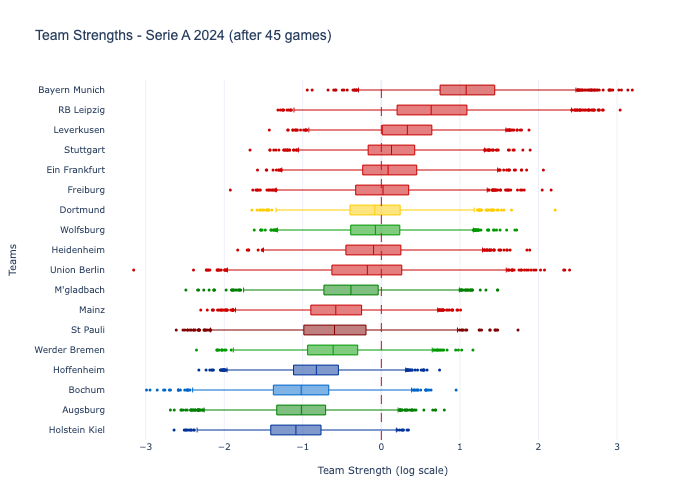 Team Strengths - Serie A 2024 (after 45 games)
Bayern Munich
RB Leipzig
Leverkusen
Stuttgart
Ein Frankfurt
Freiburg
Dortmund
Wolfsburg
Heidenheim
Union Berlin
M'gladbach
Mainz
St Pauli
Werder Bremen
Hoffenheim
Bochum
Augsburg
Holstein Kiel
Teams
−3 −2 −1 0 1 2 3
Team Strength (log scale)